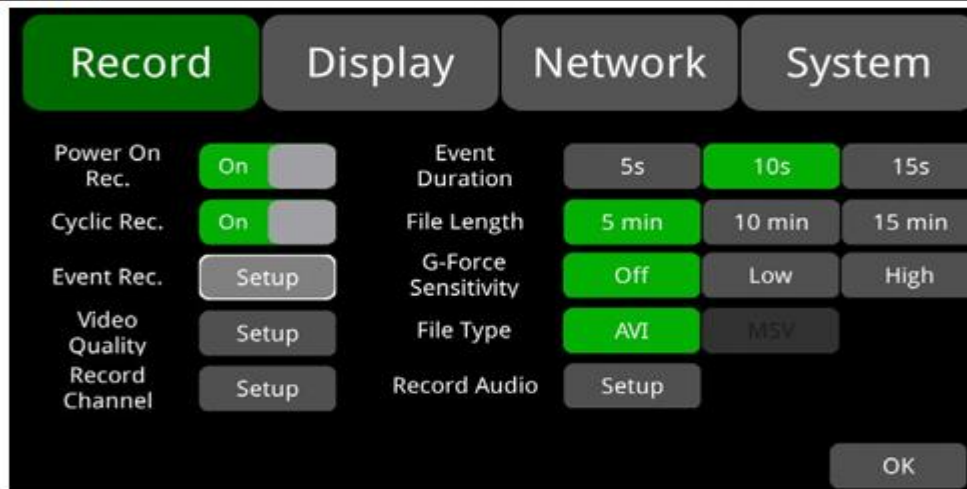 Record Display Network System
Power On
Rec.
On
Event
Duration
5s 10s 15s
Cyclic Rec. On File Length 5 min 10 min 15 min
Event Rec. Setup
G-Force
Sensitivity
Off Low High
Video
Quality
Setup
File Type AVI MSV
Record
Channel
Setup
Record Audio Setup
OK